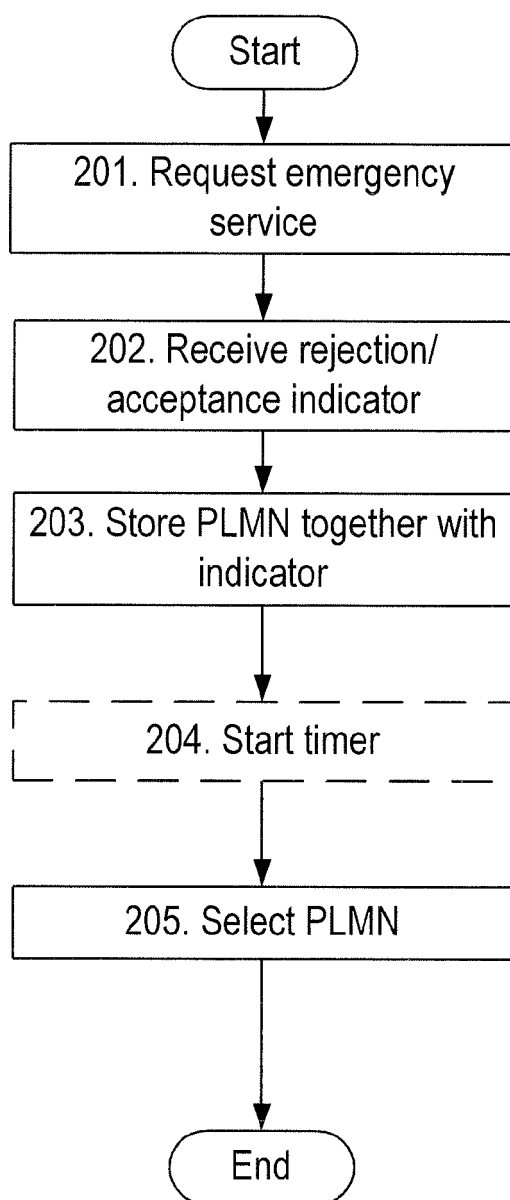 Start
201. Request emergency
service
202. Receive rejection/
acceptance indicator
203. Store PLMN together with
indicator
204. Start timer
205. Select PLMN
End